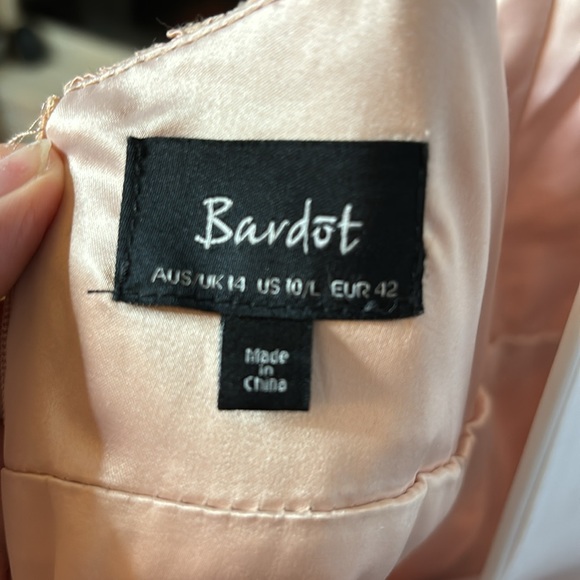 Bardōt
AUS/UK 14 US 10/L EUR 42
Made
in
China